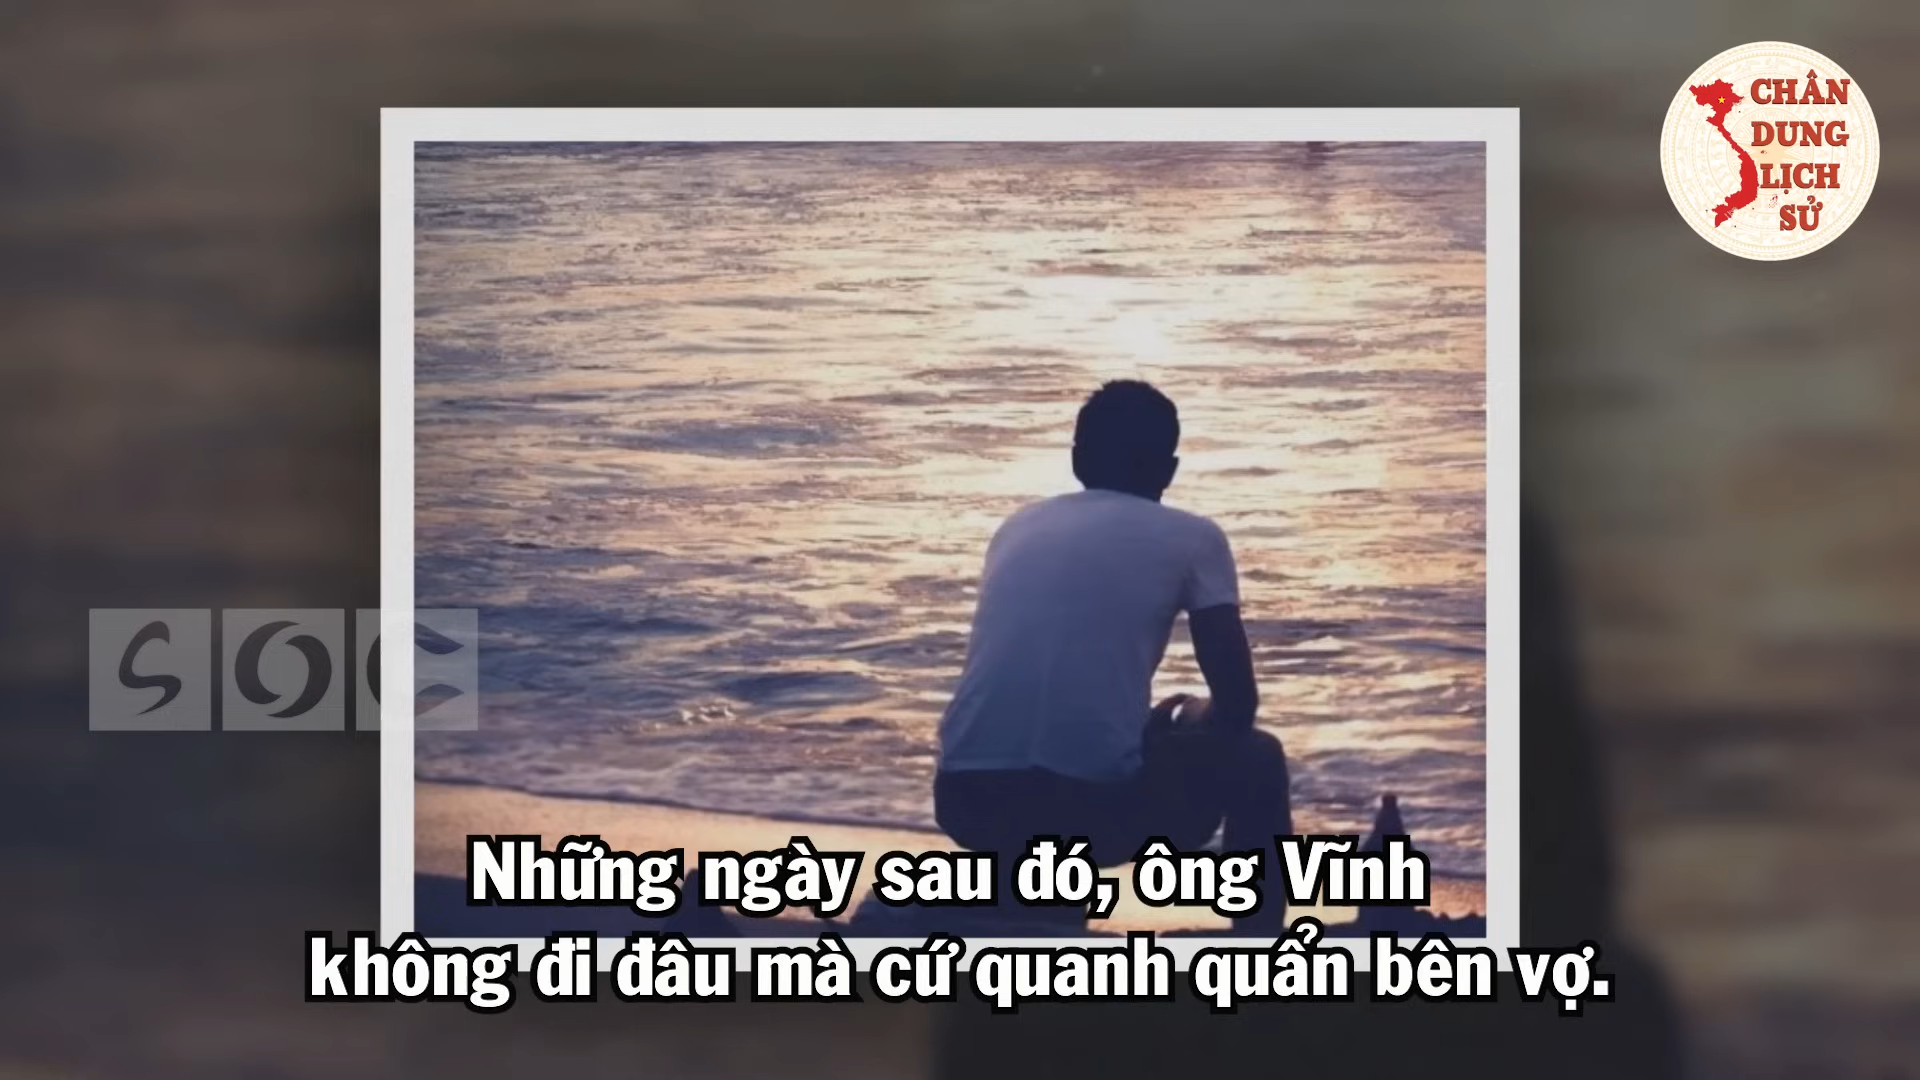 CHÂN
DUNG
LỊCH
SỬ
SOC
Những ngày sau đó, ông Vĩnh
không đi đâu mà cứ quanh quẩn bên vợ.